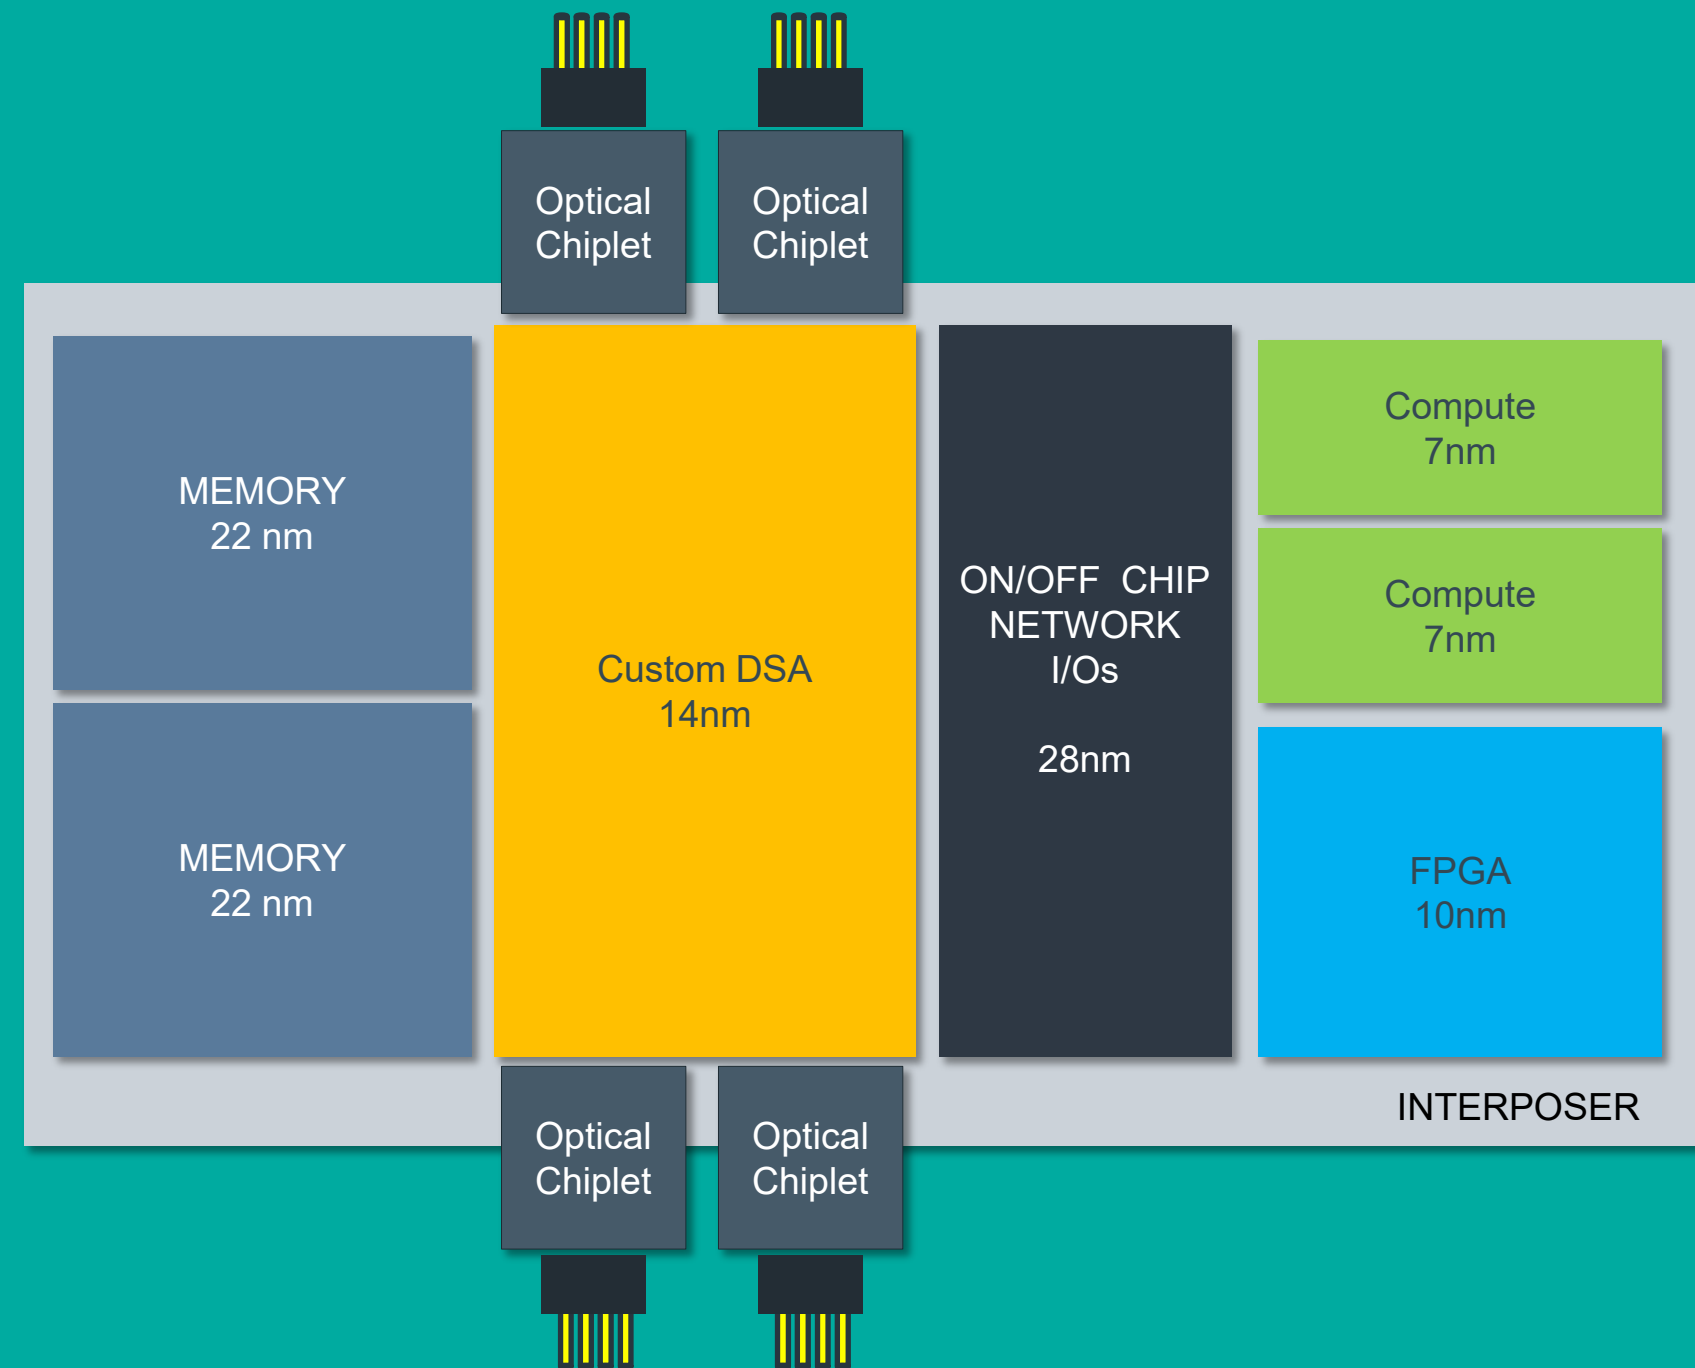 Optical
Chiplet
Optical
Chiplet
MEMORY
22 nm
MEMORY
22 nm
Custom DSA
14nm
ON/OFF  CHIP
NETWORK
I/Os
28nm
Compute
7nm
Compute
7nm
FPGA
10nm
INTERPOSER
Optical
Chiplet
Optical
Chiplet